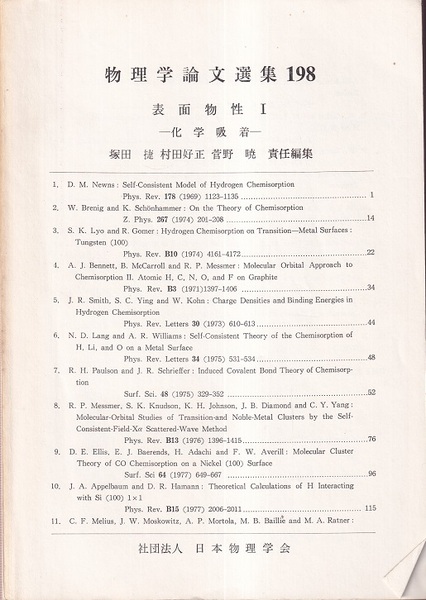 物理学論文選集 198
表面物性 I
—化学吸着—
塚田 捷 村田好正 菅野 暁 責任編集
1. D. M. Newns : Self-Consistent Model of Hydrogen Chemisorption
Phys. Rev. 178 (1969) 1123-1135 ........ 1
2. W. Brenig and K. Schönhammer : On the Theory of Chemisorption
Z. Phys. 267 (1974) 201-208 ........ 14
3. S. K. Lyo and R. Gomer : Hydrogen Chemisorption on Transition—Metal Surfaces :
Tungsten (100)
Phys. Rev. B10 (1974) 4161-4172 ........ 22
4. A. J. Bennett, B. McCarroll and R. P. Messmer : Molecular Orbital Approach to
Chemisorption II. Atomic H, C, N, O, and F on Graphite
Phys. Rev. B3 (1971)1397-1406 ........ 34
5. J. R. Smith, S. C. Ying and W. Kohn : Charge Densities and Binding Energies in
Hydrogen Chemisorption
Phys. Rev. Letters 30 (1973) 610-613 ........ 44
6. N. D. Lang and A. R. Williams : Self-Consistent Theory of the Chemisorption of
H, Li, and O on a Metal Surface
Phys. Rev. Letters 34 (1975) 531-534 ........ 48
7. R. H. Paulson and J. R. Schrieffer : Induced Covalent Bond Theory of Chemisorp-
tion
Surf. Sci. 48 (1975) 329-352 ........ 52
8. R. P. Messmer, S. K. Knudson, K. H. Johnson, J. B. Diamond and C. Y. Yang :
Molecular-Orbital Studies of Transition-and Noble-Metal Clusters by the Self-
Consistent-Field-Xα Scattered-Wave Method
Phys. Rev. B13 (1976) 1396-1415 ........ 76
9. D. E. Ellis, E. J. Baerends, H. Adachi and F. W. Averill : Molecular Cluster
Theory of CO Chemisorption on a Nickel (100) Surface
Surf. Sci 64 (1977) 649-667 ........ 96
10. J. A. Appelbaum and D. R. Hamann : Theoretical Calculations of H Interacting
with Si (100) 1×1
Phys. Rev. B15 (1977) 2006-2011 ........ 115
11. C. F. Melius, J. W. Moskowitz, A. P. Mortola, M. B. Baillie and M. A. Ratner :
社団法人 日本物理学会